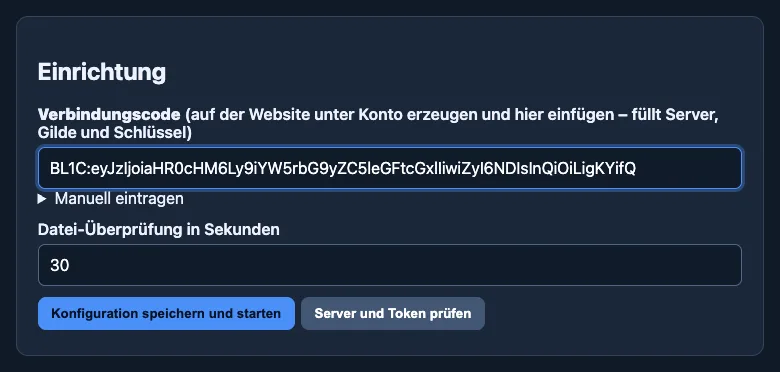 Einrichtung
Verbindungscode (auf der Website unter Konto erzeugen und hier einfügen – füllt Server,
Gilde und Schlüssel)
BL1C:eyJzIjoiaHR0cHM6Ly9iYW5rbG9yZC5leGFtcGxlIiwiZyI6NDIsInQiOiLigKYifQ
Manuell eintragen
Datei-Überprüfung in Sekunden
30
Konfiguration speichern und starten
Server und Token prüfen